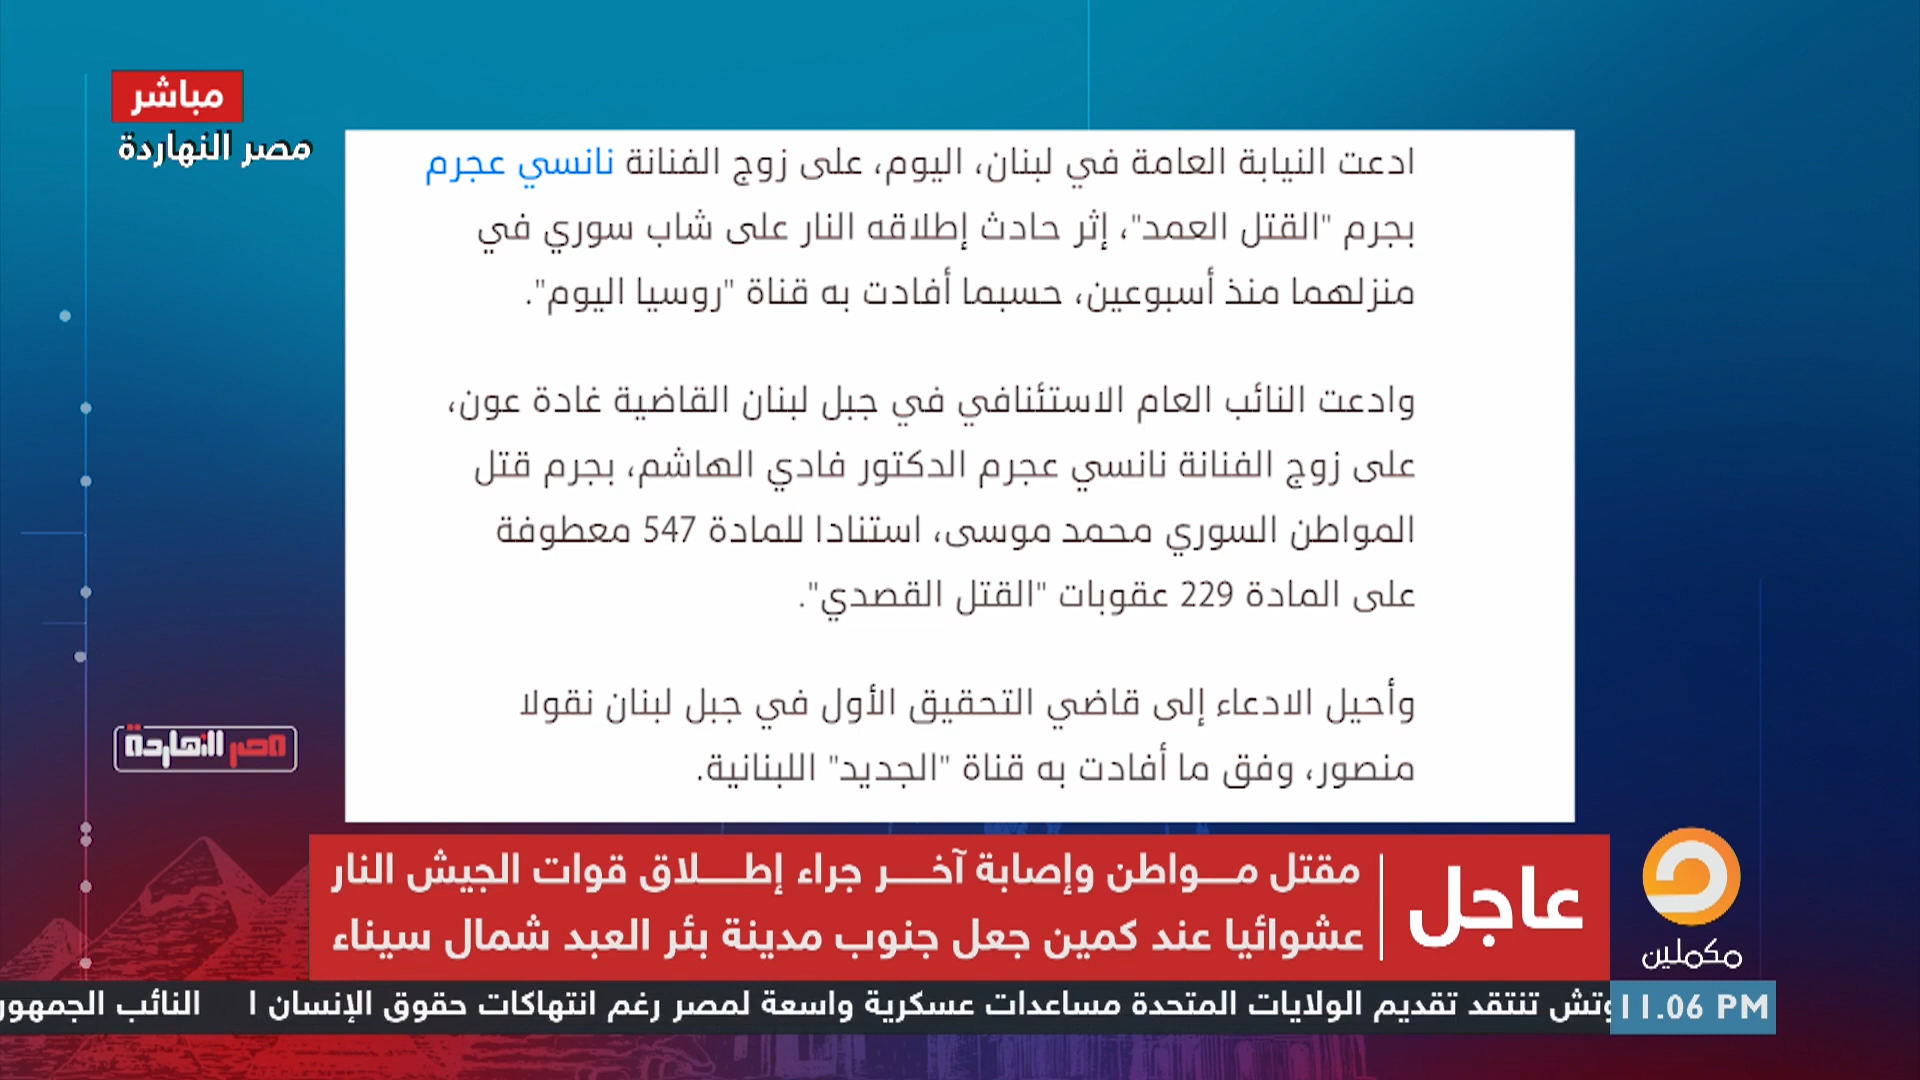 مباشر
مصر النهاردة
ادعت النيابة العامة في لبنان، اليوم، على زوج الفنانة نانسي عجرم
بجرم "القتل العمد"، إثر حادث إطلاقه النار على شاب سوري في
منزلهما منذ أسبوعين، حسبما أفادت به قناة "روسيا اليوم".
وادعت النائب العام الاستئنافي في جبل لبنان القاضية غادة عون،
على زوج الفنانة نانسي عجرم الدكتور فادي الهاشم، بجرم قتل
المواطن السوري محمد موسى، استنادا للمادة 547 معطوفة
على المادة 229 عقوبات "القتل القصدي".
وأحيل الادعاء إلى قاضي التحقيق الأول في جبل لبنان نقولا
منصور، وفق ما أفادت به قناة "الجديد" اللبنانية.
مصر النهاردة
عاجل
مقتل مـــواطن وإصابة آخـــر جراء إطـــلاق قوات الجيش النار
عشوائيا عند كمين جعل جنوب مدينة بئر العبد شمال سيناء
مكملين
وتش تنتقد تقديم الولايات المتحدة مساعدات عسكرية واسعة لمصر رغم انتهاكات حقوق الإنسان ا النائب الجمهور
11.06 PM